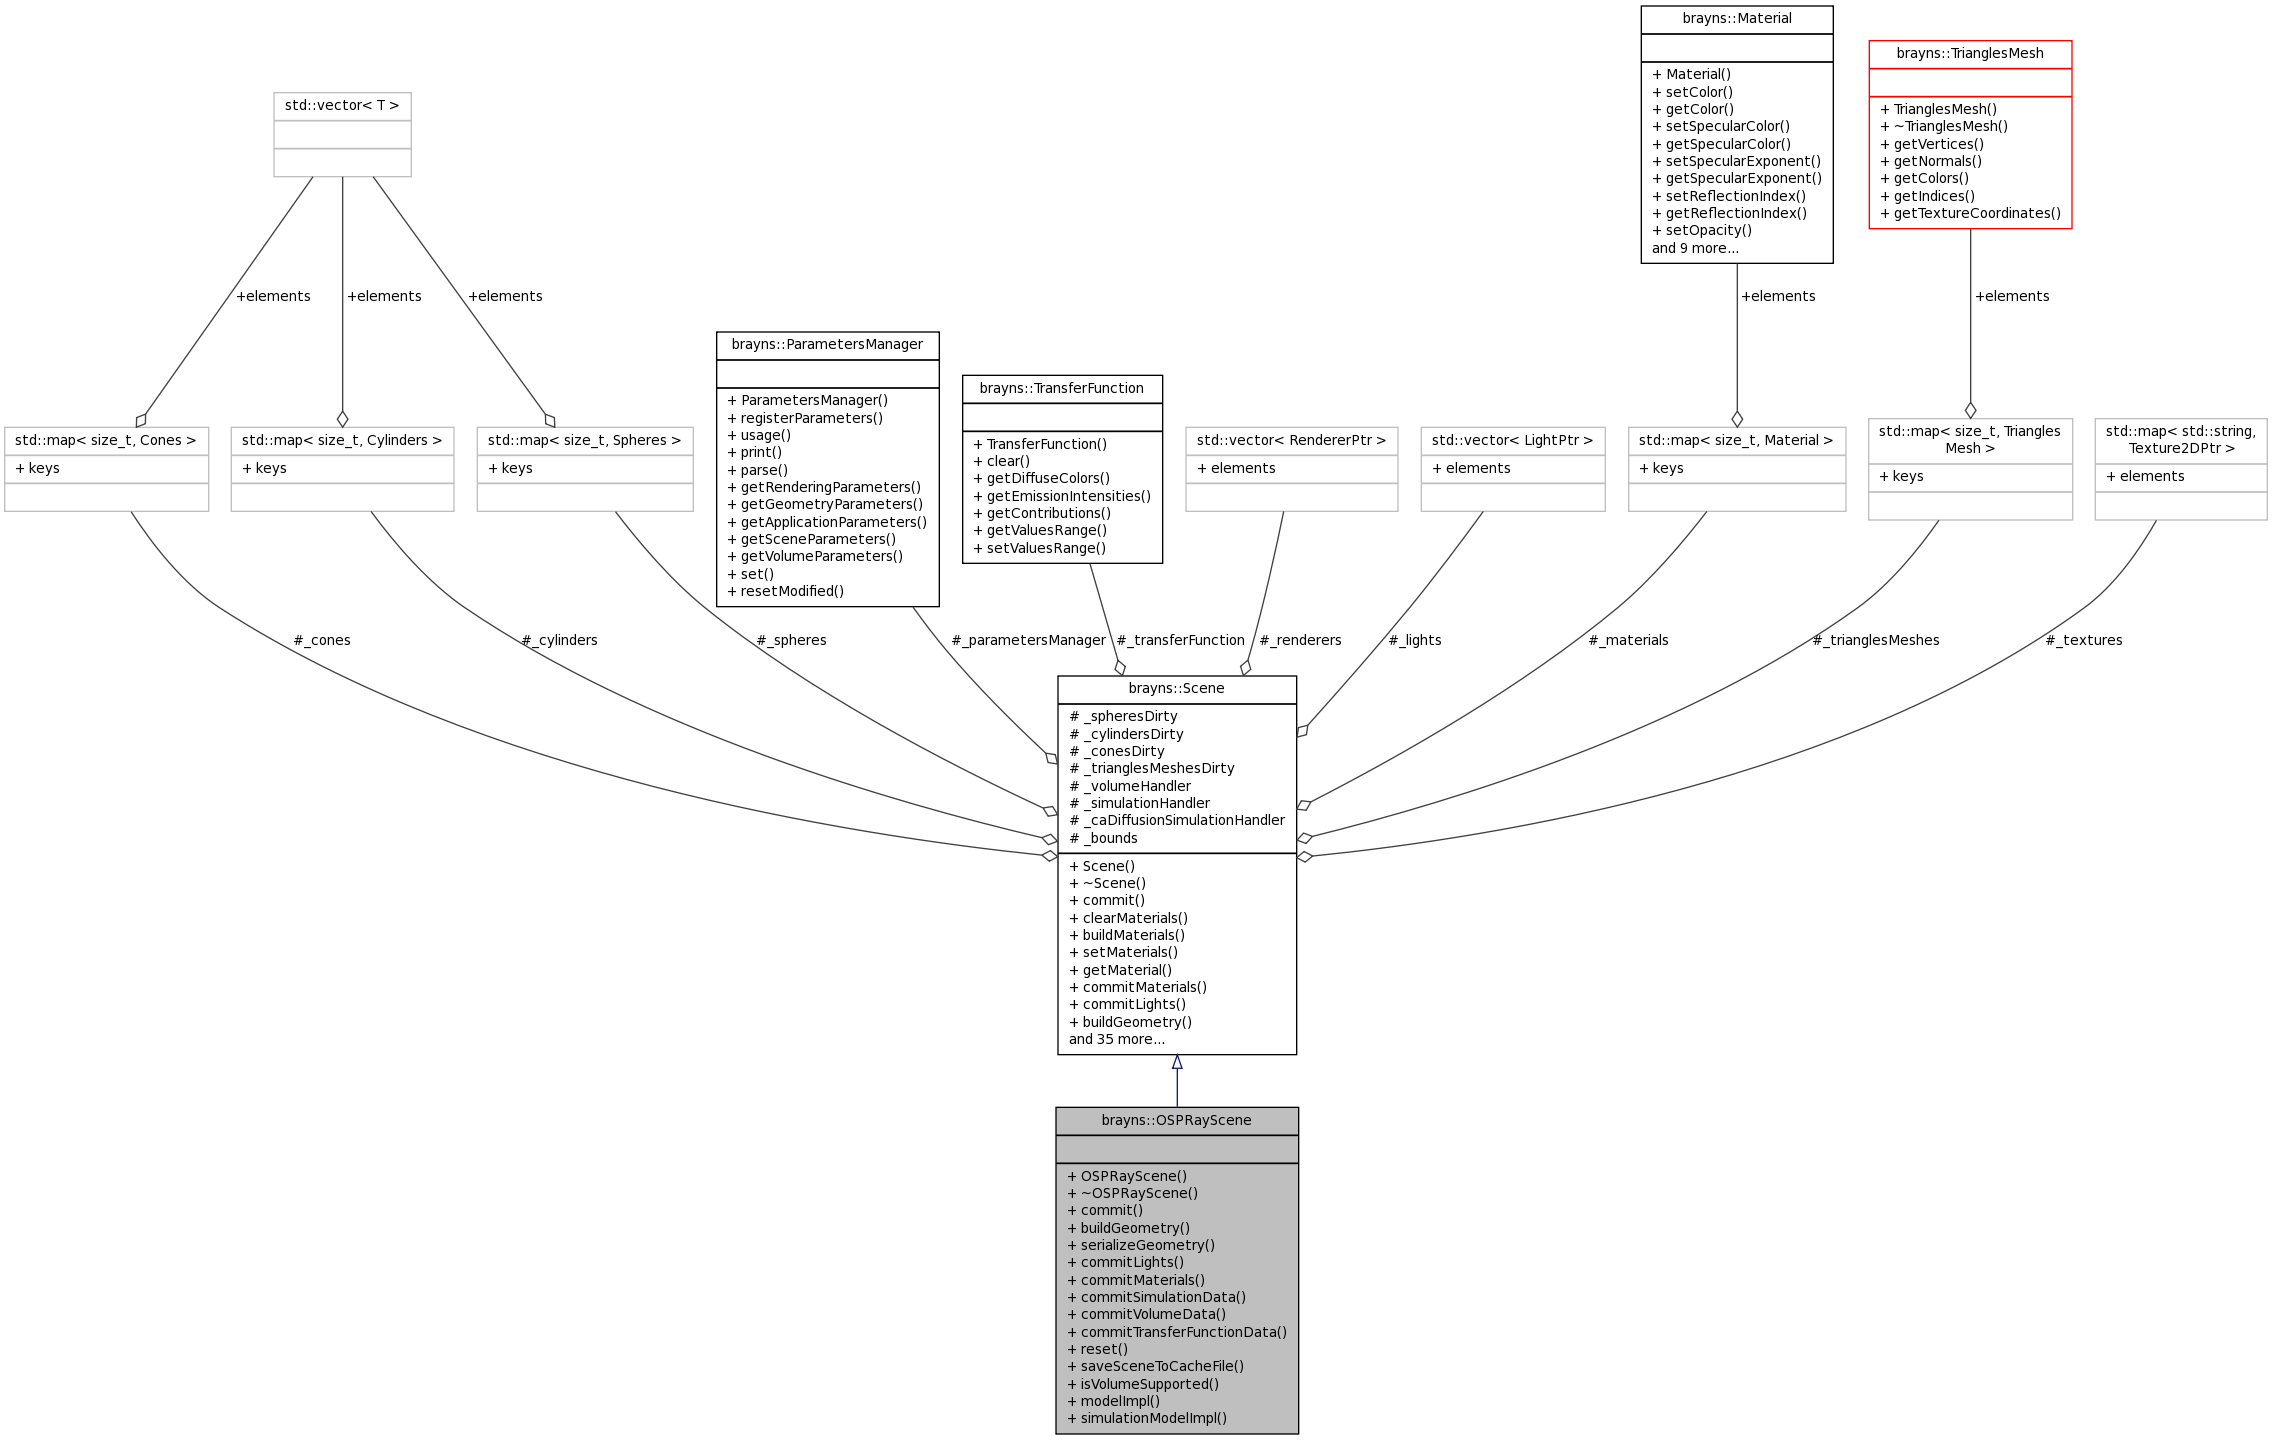 brayns::Material
+ Material()
+ setColor()
+ getColor()
+ setSpecularColor()
+ getSpecularColor()
+ setSpecularExponent()
+ getSpecularExponent()
+ setReflectionIndex()
+ getReflectionIndex()
+ setOpacity()
and 9 more...
brayns::TrianglesMesh
+ TrianglesMesh()
+ ~TrianglesMesh()
+ getVertices()
+ getNormals()
+ getColors()
+ getIndices()
+ getTextureCoordinates()
std::vector< T >
+elements
+elements
+elements
+elements
+elements
std::map< size_t, Cones >
+ keys
std::map< size_t, Cylinders >
+ keys
std::map< size_t, Spheres >
+ keys
brayns::ParametersManager
+ ParametersManager()
+ registerParameters()
+ usage()
+ print()
+ parse()
+ getRenderingParameters()
+ getGeometryParameters()
+ getApplicationParameters()
+ getSceneParameters()
+ getVolumeParameters()
+ set()
+ resetModified()
brayns::TransferFunction
+ TransferFunction()
+ clear()
+ getDiffuseColors()
+ getEmissionIntensities()
+ getContributions()
+ getValuesRange()
+ setValuesRange()
std::vector< RendererPtr >
+ elements
std::vector< LightPtr >
+ elements
std::map< size_t, Material >
+ keys
std::map< size_t, Triangles
Mesh >
+ keys
std::map< std::string,
Texture2DPtr >
+ elements
#_cones
#_cylinders
#_spheres
#_parametersManager
#_transferFunction
#_renderers
#_lights
#_materials
#_trianglesMeshes
#_textures
brayns::Scene
# _spheresDirty
# _cylindersDirty
# _conesDirty
# _trianglesMeshesDirty
# _volumeHandler
# _simulationHandler
# _caDiffusionSimulationHandler
# _bounds
+ Scene()
+ ~Scene()
+ commit()
+ clearMaterials()
+ buildMaterials()
+ setMaterials()
+ getMaterial()
+ commitMaterials()
+ commitLights()
+ buildGeometry()
and 35 more...
brayns::OSPRayScene
+ OSPRayScene()
+ ~OSPRayScene()
+ commit()
+ buildGeometry()
+ serializeGeometry()
+ commitLights()
+ commitMaterials()
+ commitSimulationData()
+ commitVolumeData()
+ commitTransferFunctionData()
+ reset()
+ saveSceneToCacheFile()
+ isVolumeSupported()
+ modelImpl()
+ simulationModelImpl()